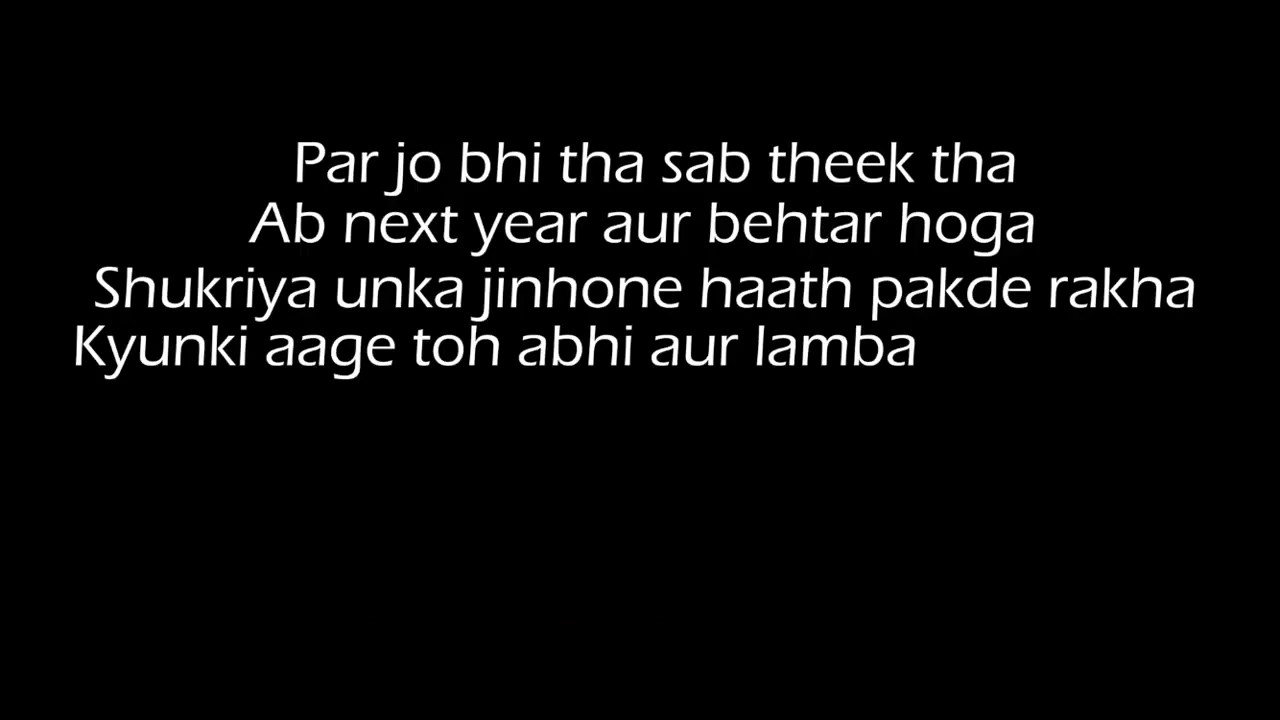 Par jo bhi tha sab theek tha
Ab next year aur behtar hoga
Shukriya unka jinhone haath pakde rakha
Kyunki aage toh abhi aur lamba